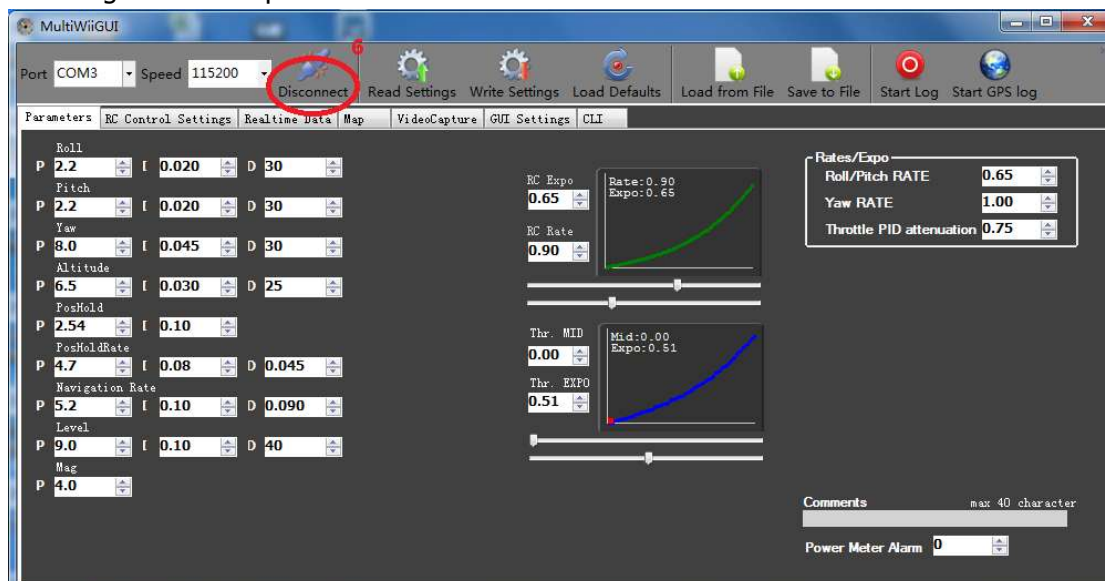 MultiWiiGUI
6
Port COM3 Speed 115200 Disconnect Read Settings Write Settings Load Defaults Load from File Save to File Start Log Start GPS log
Parameters RC Control Settings Realtime Data Map VideoCapture GUI Settings CLI
Roll
P 2.2 I 0.020 D 30
Pitch
P 2.2 I 0.020 D 30
Yaw
P 8.0 I 0.045 D 30
Altitude
P 6.5 I 0.030 D 25
PosHold
P 2.54 I 0.10
PosHoldRate
P 4.7 I 0.08 D 0.045
Navigation Rate
P 5.2 I 0.10 D 0.090
Level
P 9.0 I 0.10 D 40
Mag
P 4.0
RC Expo
0.65
RC Rate
0.90
Rate:0.90
Expo:0.65
Thr. MID
0.00
Thr. EXPO
0.51
Mid:0.00
Expo:0.51
Rates/Expo
Roll/Pitch RATE 0.65
Yaw RATE 1.00
Throttle PID attenuation 0.75
Comments max 40 character
Power Meter Alarm 0